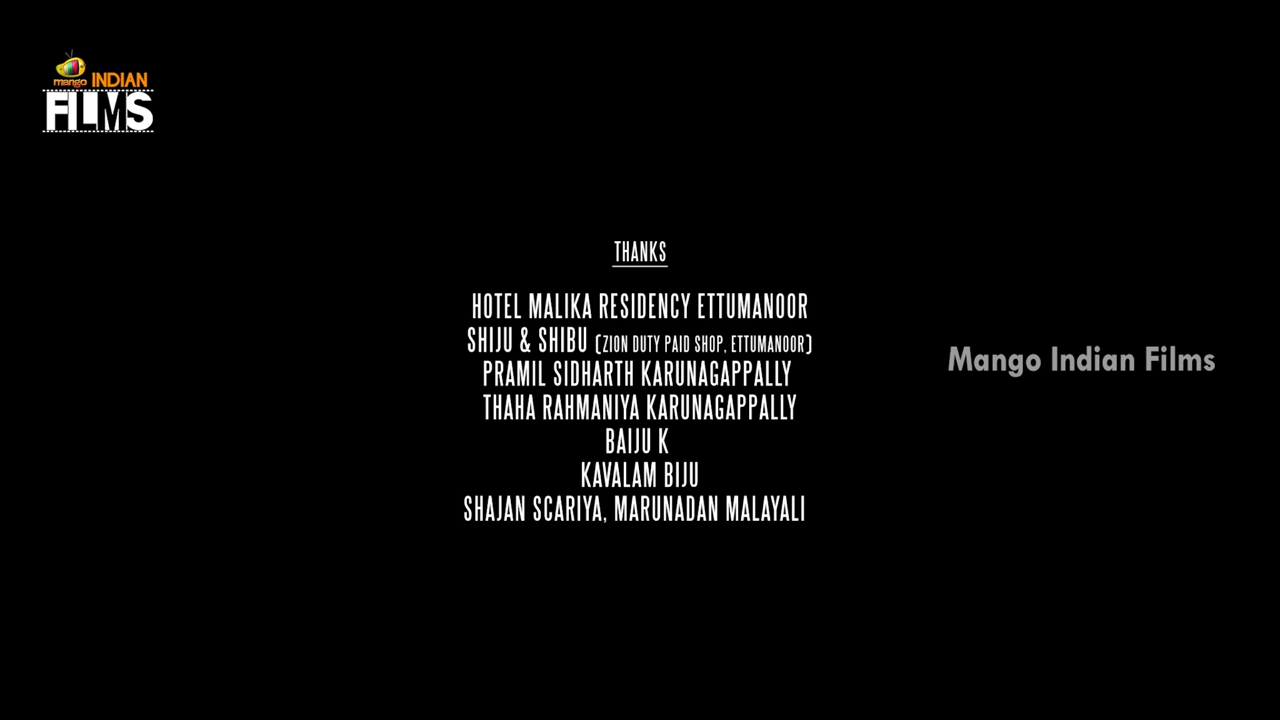 mango INDIAN
FILMS
THANKS
HOTEL MALIKA RESIDENCY ETTUMANOOR
SHIJU & SHIBU (ZION DUTY PAID SHOP, ETTUMANOOR)
PRAMIL SIDHARTH KARUNAGAPPALLY
THAHA RAHMANIYA KARUNAGAPPALLY
BAIJU K
KAVALAM BIJU
SHAJAN SCARIYA, MARUNADAN MALAYALI
Mango Indian Films